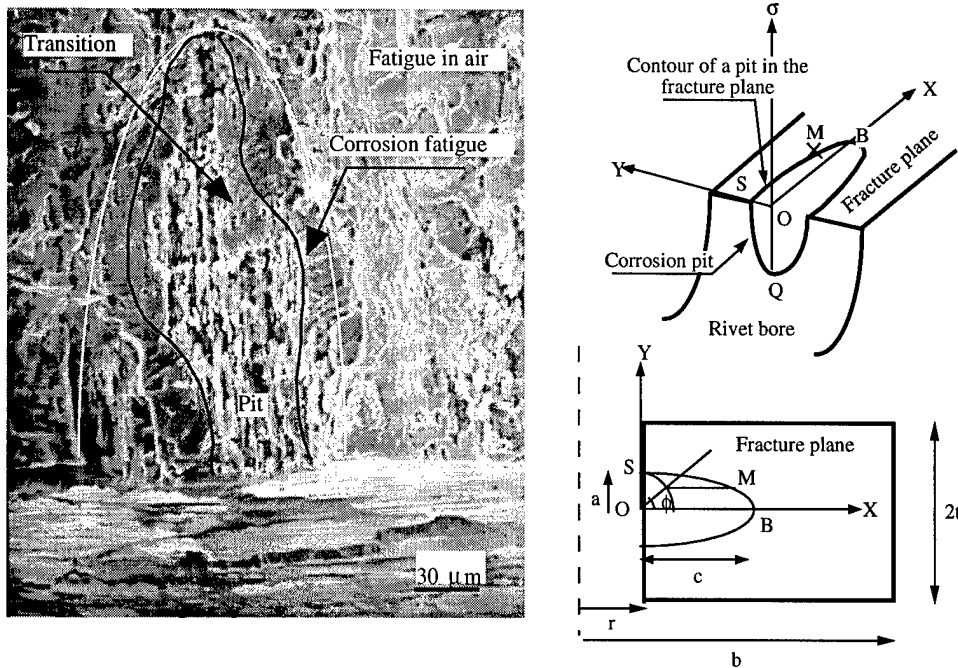 Transition
Fatigue in air
Corrosion fatigue
Pit
30 μm
σ
Contour of a pit in the
fracture plane
X
M
B
Y
S
O
Fracture plane
Corrosion pit
Q
Rivet bore
Y
Fracture plane
S
M
a
O
ϕ
X
B
2t
c
r
b